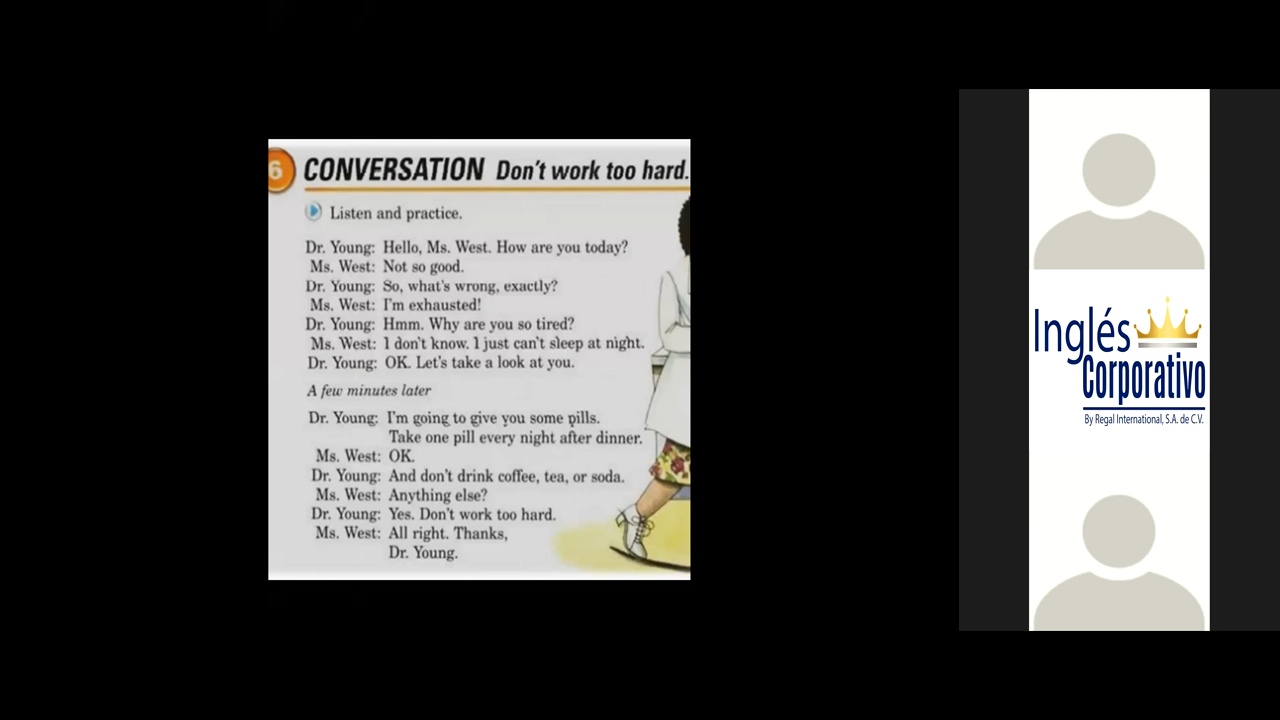 6 CONVERSATION Don't work too hard.
Listen and practice.
Dr. Young: Hello, Ms. West. How are you today?
Ms. West: Not so good.
Dr. Young: So, what's wrong, exactly?
Ms. West: I'm exhausted!
Dr. Young: Hmm. Why are you so tired?
Ms. West: I don't know. I just can't sleep at night.
Dr. Young: OK. Let's take a look at you.
A few minutes later
Dr. Young: I'm going to give you some pills.
Take one pill every night after dinner.
Ms. West: OK.
Dr. Young: And don't drink coffee, tea, or soda.
Ms. West: Anything else?
Dr. Young: Yes. Don't work too hard.
Ms. West: All right. Thanks,
Dr. Young.
Inglés
Corporativo
By Regal International, S.A. de C.V.